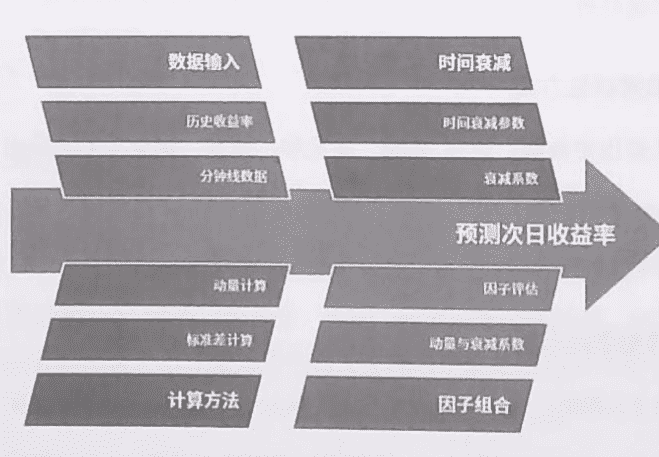 数据输入
时间衰减
历史收益率
时间衰减参数
分钟线数据
衰减系数
预测次日收益率
动量计算
因子评估
标准差计算
动量与衰减系数
计算方法
因子组合